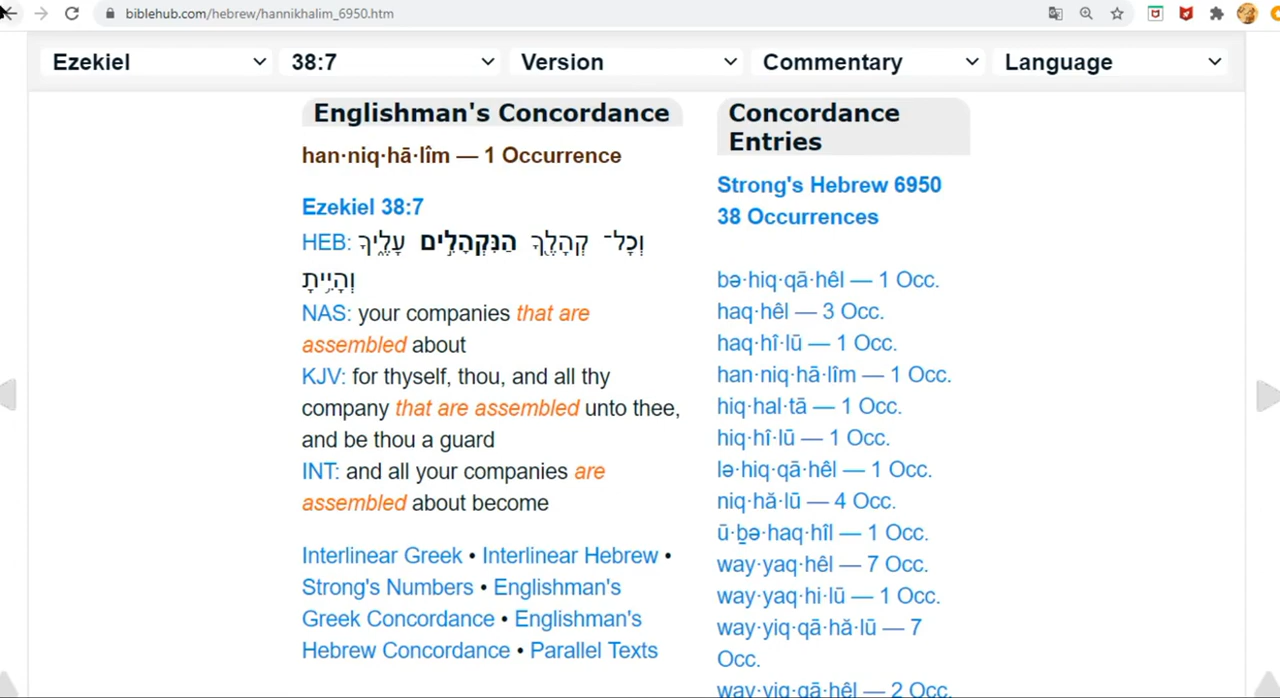 biblehub.com/hebrew/hannikhalim_6950.htm
Ezekiel 38:7 Version Commentary Language
Englishman's Concordance
han·niq·hā·lîm — 1 Occurrence
Ezekiel 38:7
HEB: וְכָל־ קְהָלֶ֖ךָ הַנִּקְהָלִ֣ים עָלֶ֑יךָ
וְהָיִ֥יתָ
NAS: your companies that are
assembled about
KJV: for thyself, thou, and all thy
company that are assembled unto thee,
and be thou a guard
INT: and all your companies are
assembled about become
Interlinear Greek • Interlinear Hebrew •
Strong's Numbers • Englishman's
Greek Concordance • Englishman's
Hebrew Concordance • Parallel Texts
Concordance
Entries
Strong's Hebrew 6950
38 Occurrences
bə·hiq·qā·hêl — 1 Occ.
haq·hêl — 3 Occ.
haq·hî·lū — 1 Occ.
han·niq·hā·lîm — 1 Occ.
hiq·hal·tā — 1 Occ.
hiq·hî·lū — 1 Occ.
lə·hiq·qā·hêl — 1 Occ.
niq·hă·lū — 4 Occ.
ū·ḇə·haq·hîl — 1 Occ.
way·yaq·hêl — 7 Occ.
way·yaq·hi·lū — 1 Occ.
way·yiq·qā·hă·lū — 7
Occ.
way·yiq·qā·hêl — 2 Occ.